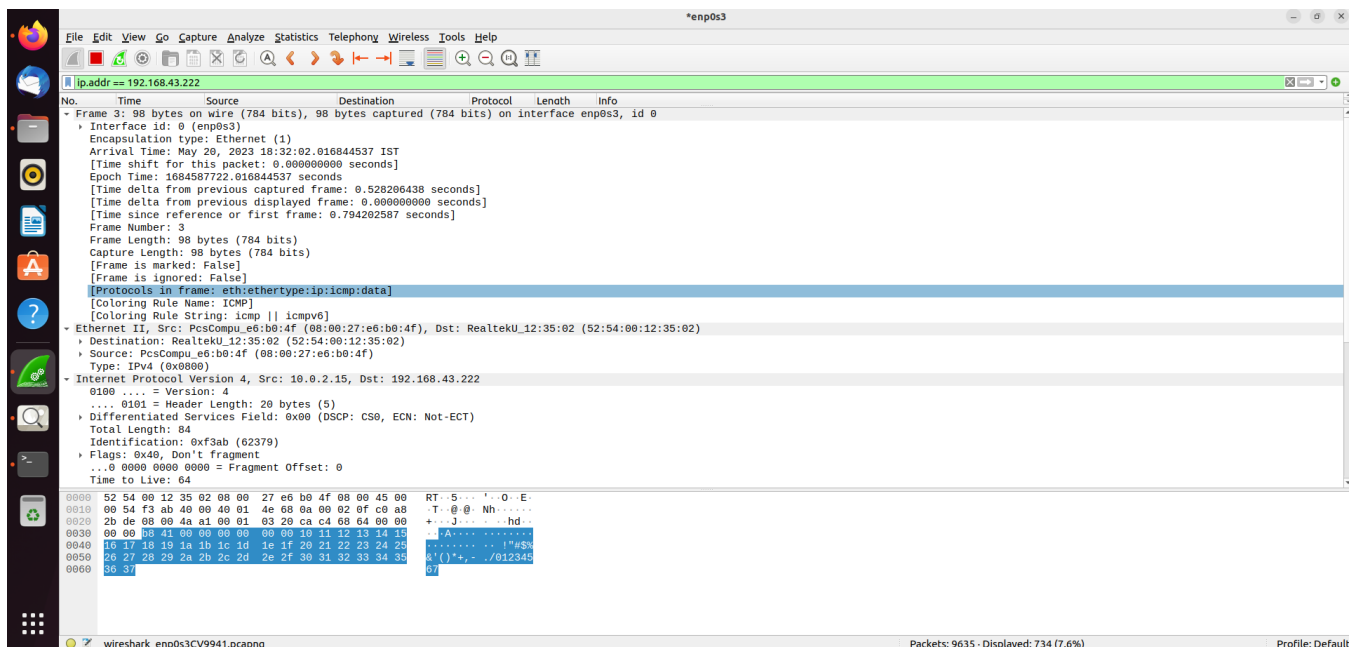 *enp0s3
File Edit View Go Capture Analyze Statistics Telephony Wireless Tools Help
ip.addr == 192.168.43.222
No. Time Source Destination Protocol Length Info
Frame 3: 98 bytes on wire (784 bits), 98 bytes captured (784 bits) on interface enp0s3, id 0
Interface id: 0 (enp0s3)
Encapsulation type: Ethernet (1)
Arrival Time: May 20, 2023 18:32:02.016844537 IST
[Time shift for this packet: 0.000000000 seconds]
Epoch Time: 1684587722.016844537 seconds
[Time delta from previous captured frame: 0.528206438 seconds]
[Time delta from previous displayed frame: 0.000000000 seconds]
[Time since reference or first frame: 0.794202587 seconds]
Frame Number: 3
Frame Length: 98 bytes (784 bits)
Capture Length: 98 bytes (784 bits)
[Frame is marked: False]
[Frame is ignored: False]
[Protocols in frame: eth:ethertype:ip:icmp:data]
[Coloring Rule Name: ICMP]
[Coloring Rule String: icmp || icmpv6]
Ethernet II, Src: PcsCompu_e6:b0:4f (08:00:27:e6:b0:4f), Dst: RealtekU_12:35:02 (52:54:00:12:35:02)
Destination: RealtekU_12:35:02 (52:54:00:12:35:02)
Source: PcsCompu_e6:b0:4f (08:00:27:e6:b0:4f)
Type: IPv4 (0x0800)
Internet Protocol Version 4, Src: 10.0.2.15, Dst: 192.168.43.222
0100 .... = Version: 4
.... 0101 = Header Length: 20 bytes (5)
Differentiated Services Field: 0x00 (DSCP: CS0, ECN: Not-ECT)
Total Length: 84
Identification: 0xf3ab (62379)
Flags: 0x40, Don't fragment
...0 0000 0000 0000 = Fragment Offset: 0
Time to Live: 64
0000 52 54 00 12 35 02 08 00 27 e6 b0 4f 08 00 45 00 RT··5··· '··O··E·
0010 00 54 f3 ab 40 00 40 01 4e 68 0a 00 02 0f c0 a8 ·T··@·@· Nh······
0020 2b de 08 00 4a a1 00 01 03 20 ca c4 68 64 00 00 +···J··· · ··hd··
0030 00 00 b8 41 00 00 00 00 00 00 10 11 12 13 14 15 ···A···· ········
0040 16 17 18 19 1a 1b 1c 1d 1e 1f 20 21 22 23 24 25 ········ ·· !"#$%
0050 26 27 28 29 2a 2b 2c 2d 2e 2f 30 31 32 33 34 35 &'()*+,- ./012345
0060 36 37 67
wireshark_enp0s3CV9941.pcapng Packets: 9635 · Displayed: 734 (7.6%) Profile: Default